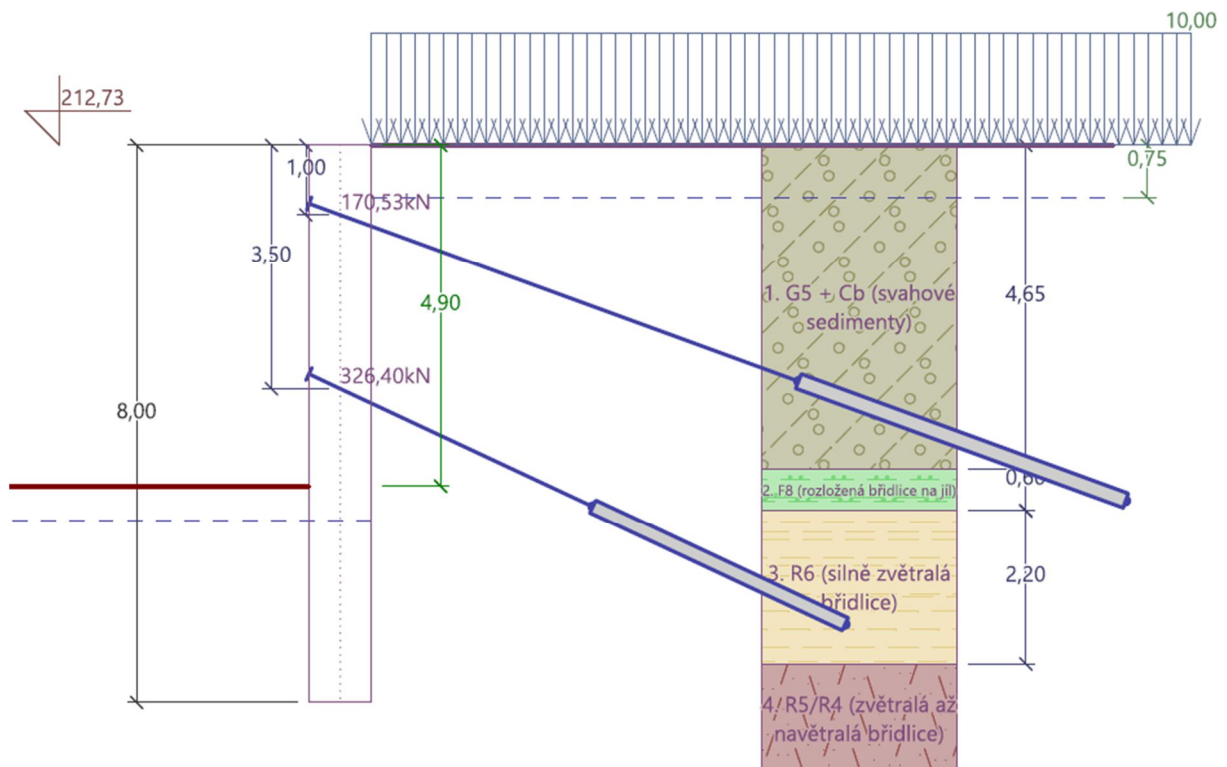 10,00
212,73
1,00
0,75
170,53kN
3,50
4,90
1. G5 + Cb (svahové
sedimenty)
4,65
326,40kN
8,00
0,60
2. F8 (rozložená břidlice na jíl)
3. R6 (silně zvětralá
břidlice)
2,20
4. R5/R4 (zvětralá až
navětralá břidlice)